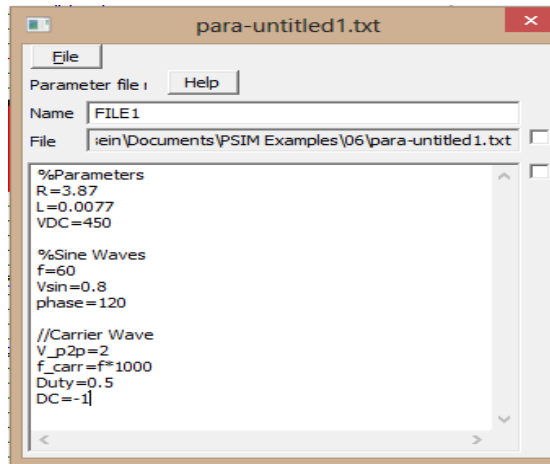 para-untitled1.txt
File
Parameter file
Help
Name FILE1
File sein\Documents\PSIM Examples\06\para-untitled1.txt
%Parameters
R=3.87
L=0.0077
VDC=450
%Sine Waves
f=60
Vsin=0.8
phase=120
//Carrier Wave
V_p2p=2
f_carr=f*1000
Duty=0.5
DC=-1